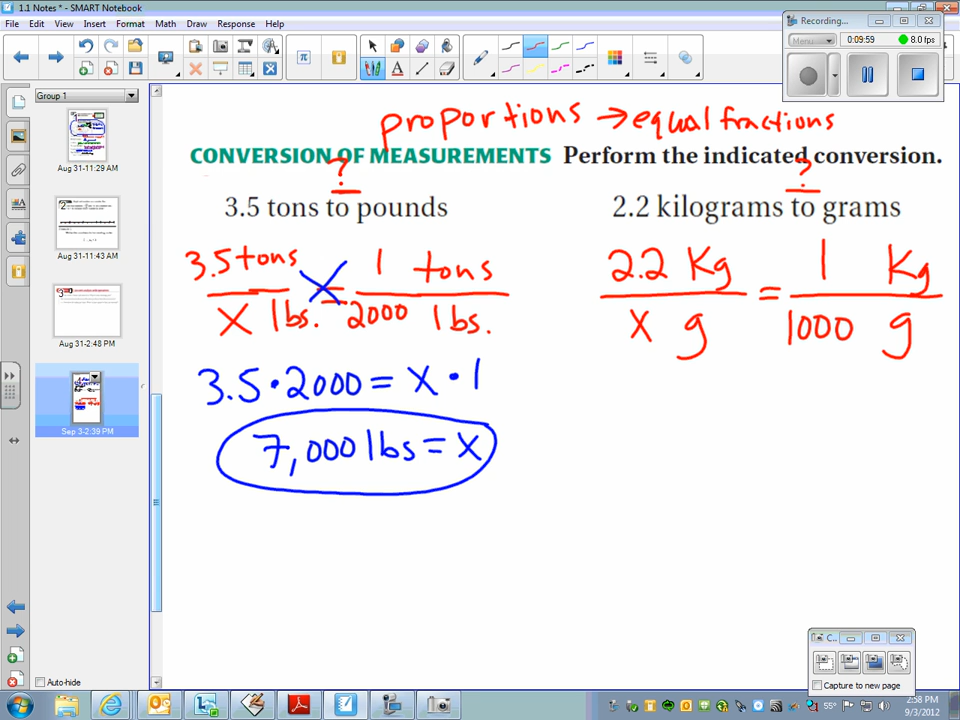 1.1 Notes * - SMART Notebook
File Edit View Insert Format Math Draw Response Help
Recording...
Menu
00:09:59
8.0 fps
Group 1
Aug 31-11:29 AM
Aug 31-11:43 AM
Aug 31-2:48 PM
Sep 3-2:39 PM
Auto-hide
proportions → equal fractions
CONVERSION OF MEASUREMENTS Perform the indicated conversion.
? ?
3.5 tons to pounds 2.2 kilograms to grams
3.5 tons = 1 tons 2.2 Kg = 1 Kg
X lbs. 2000 lbs. x g 1000 g
3.5 • 2000 = X • 1
7,000 lbs = X
C..
Capture to new page
55°
2:58 PM
9/3/2012